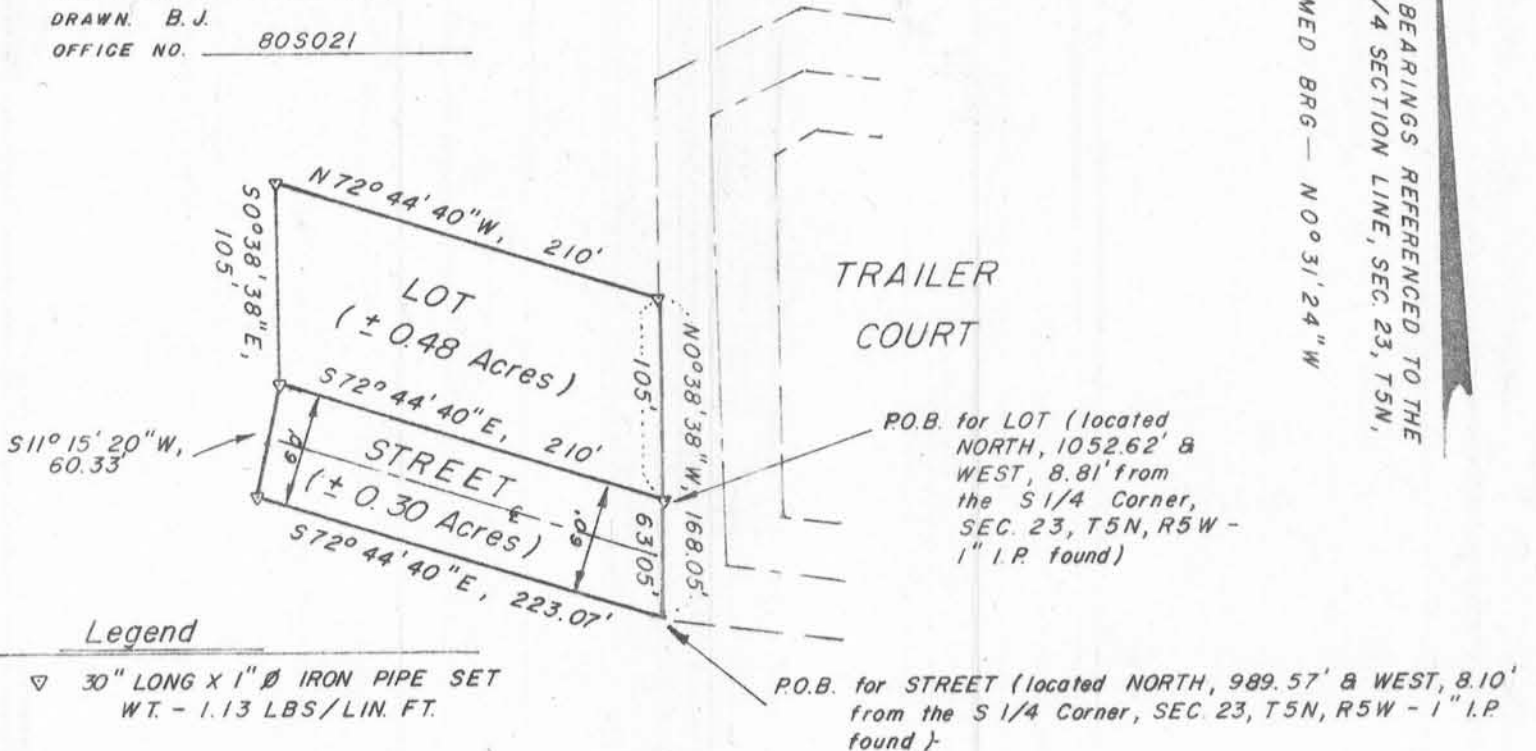 DRAWN. B.J.
OFFICE NO. 80S021
BEARINGS REFERENCED TO THE
/4 SECTION LINE, SEC. 23, T5N,
MED BRG — N0°31'24"W
N72°44'40"W, 210'
S0°38'38"E,
105'
LOT
(± 0.48 Acres)
105'
N0°38'38"W, 168.05'
TRAILER
COURT
S72°44'40"E, 210'
S11°15'20"W,
60.33'
60'
STREET
℄
(± 0.30 Acres)
60'
63.05'
S72°44'40"E, 223.07'
P.O.B. for LOT (located
NORTH, 1052.62' &
WEST, 8.81' from
the S 1/4 Corner,
SEC. 23, T5N, R5W -
1" I.P. found)
Legend
▽ 30" LONG X 1" Ø IRON PIPE SET
WT. - 1.13 LBS/LIN. FT.
P.O.B. for STREET (located NORTH, 989.57' & WEST, 8.10'
from the S 1/4 Corner, SEC. 23, T5N, R5W - 1" I.P.
found)